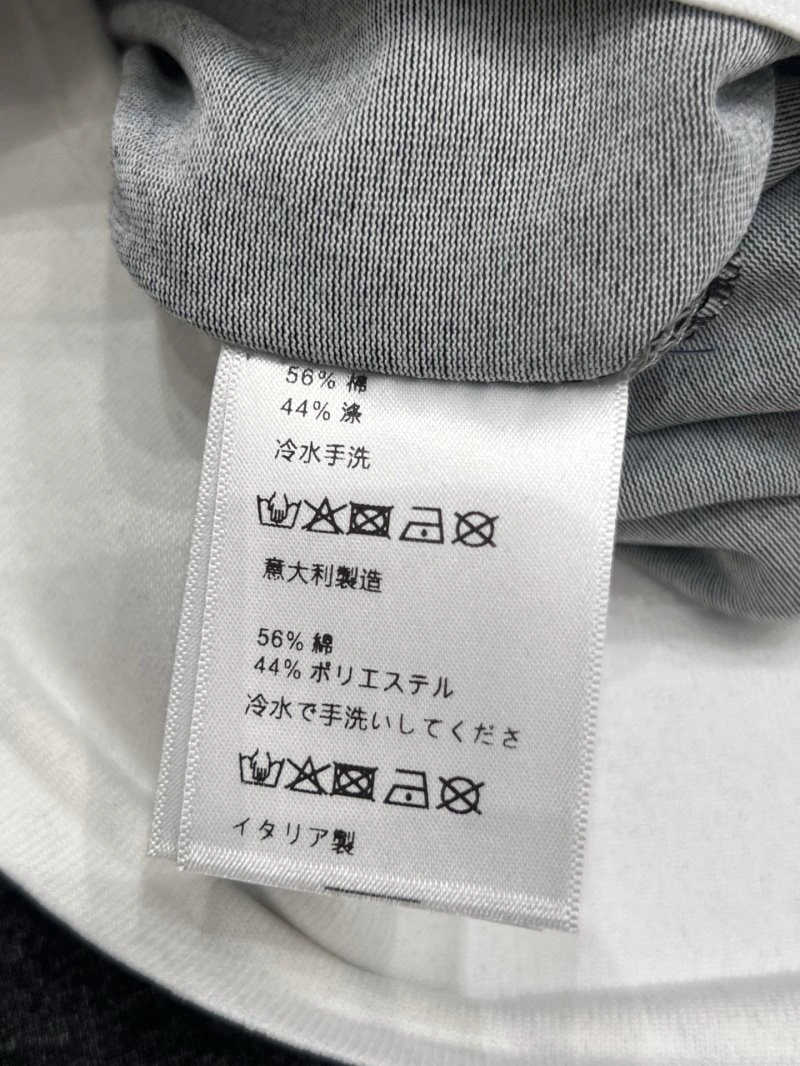 56% 棉
44% 涤
冷水手洗
意大利製造
56% 綿
44% ポリエステル
冷水で手洗いしてくださ
イタリア製